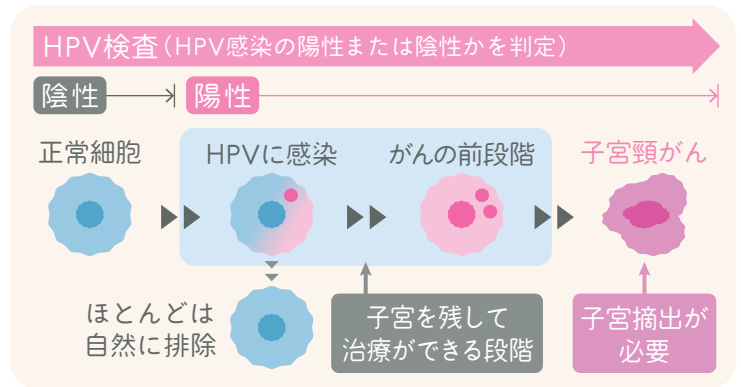 HPV検査（HPV感染の陽性または陰性かを判定）
陰性
陽性
正常細胞
HPVに感染
がんの前段階
子宮頸がん
ほとんどは
自然に排除
子宮を残して
治療ができる段階
子宮摘出が
必要